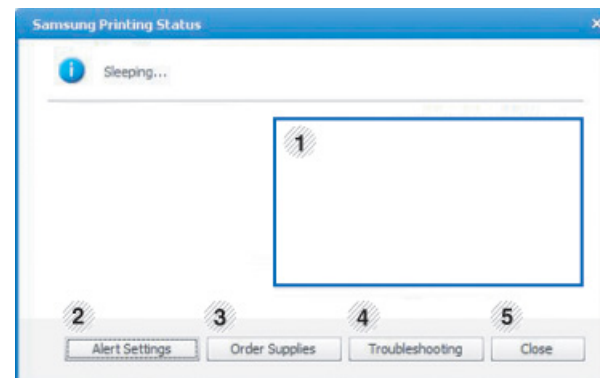 Samsung Printing Status
Sleeping...
1
2 3 4 5
Alert Settings Order Supplies Troubleshooting Close